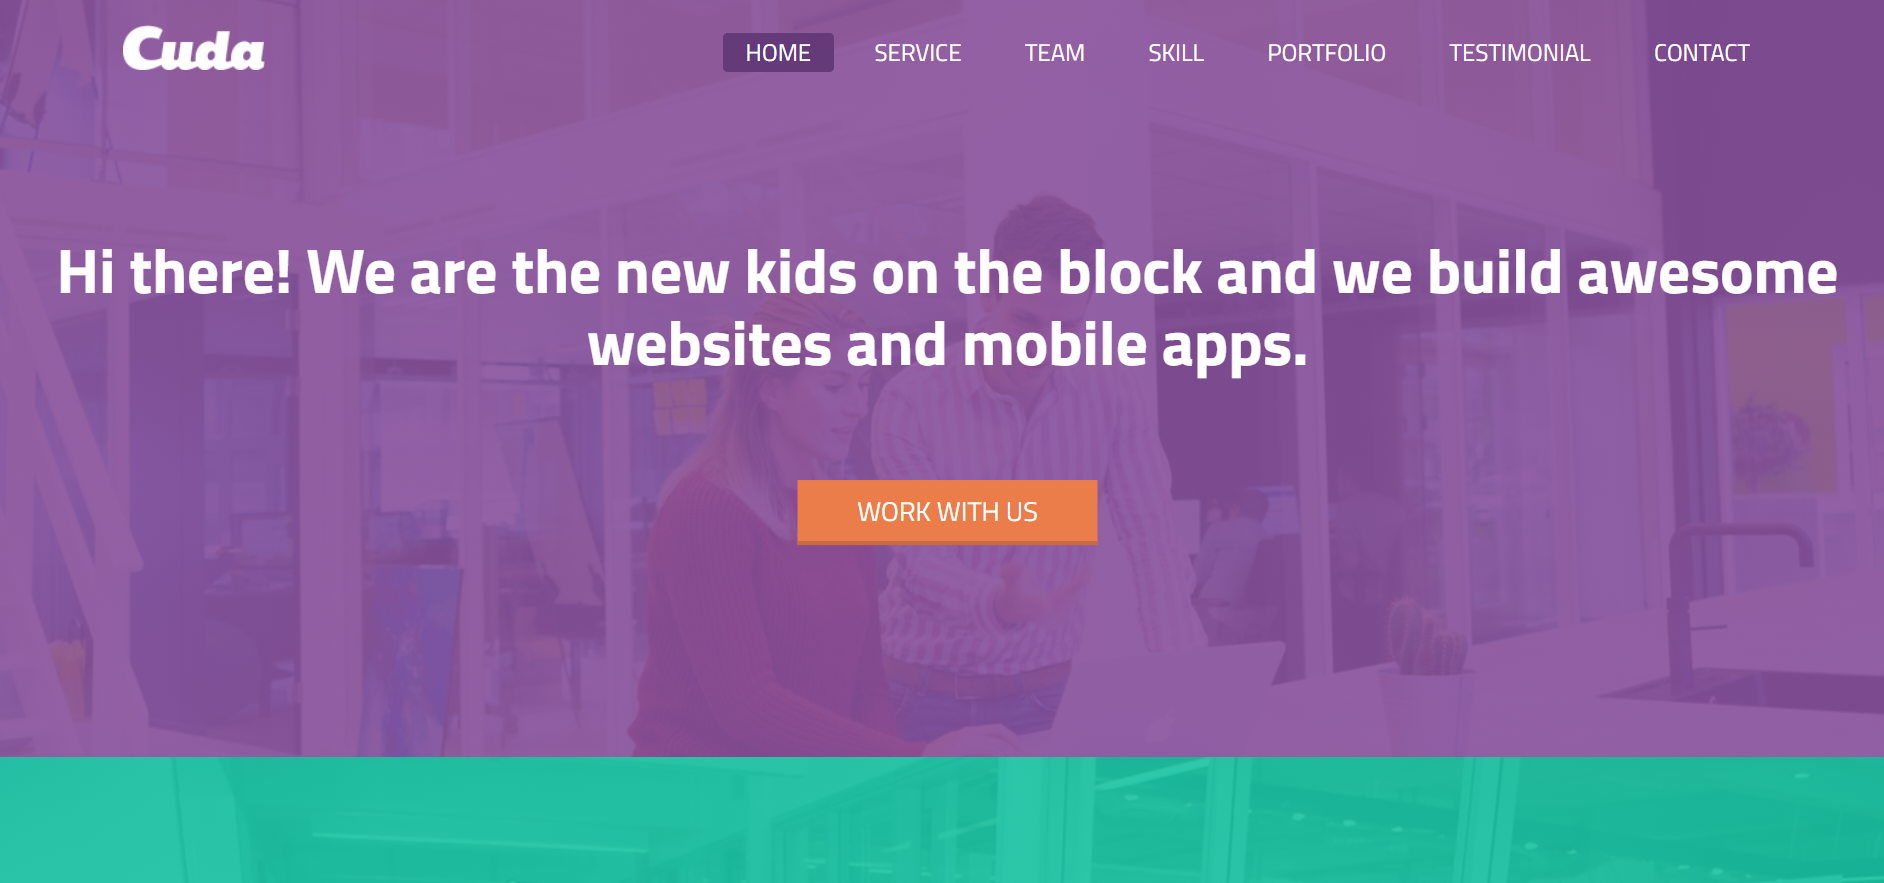 Cuda
HOME SERVICE TEAM SKILL PORTFOLIO TESTIMONIAL CONTACT
Hi there! We are the new kids on the block and we build awesome
websites and mobile apps.
WORK WITH US